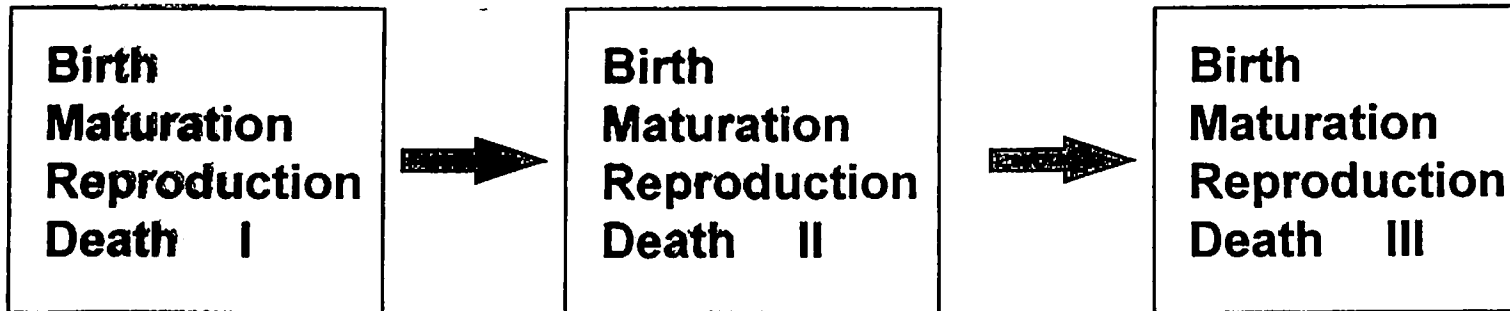 Birth
Maturation
Reproduction
Death I
Birth
Maturation
Reproduction
Death II
Birth
Maturation
Reproduction
Death III